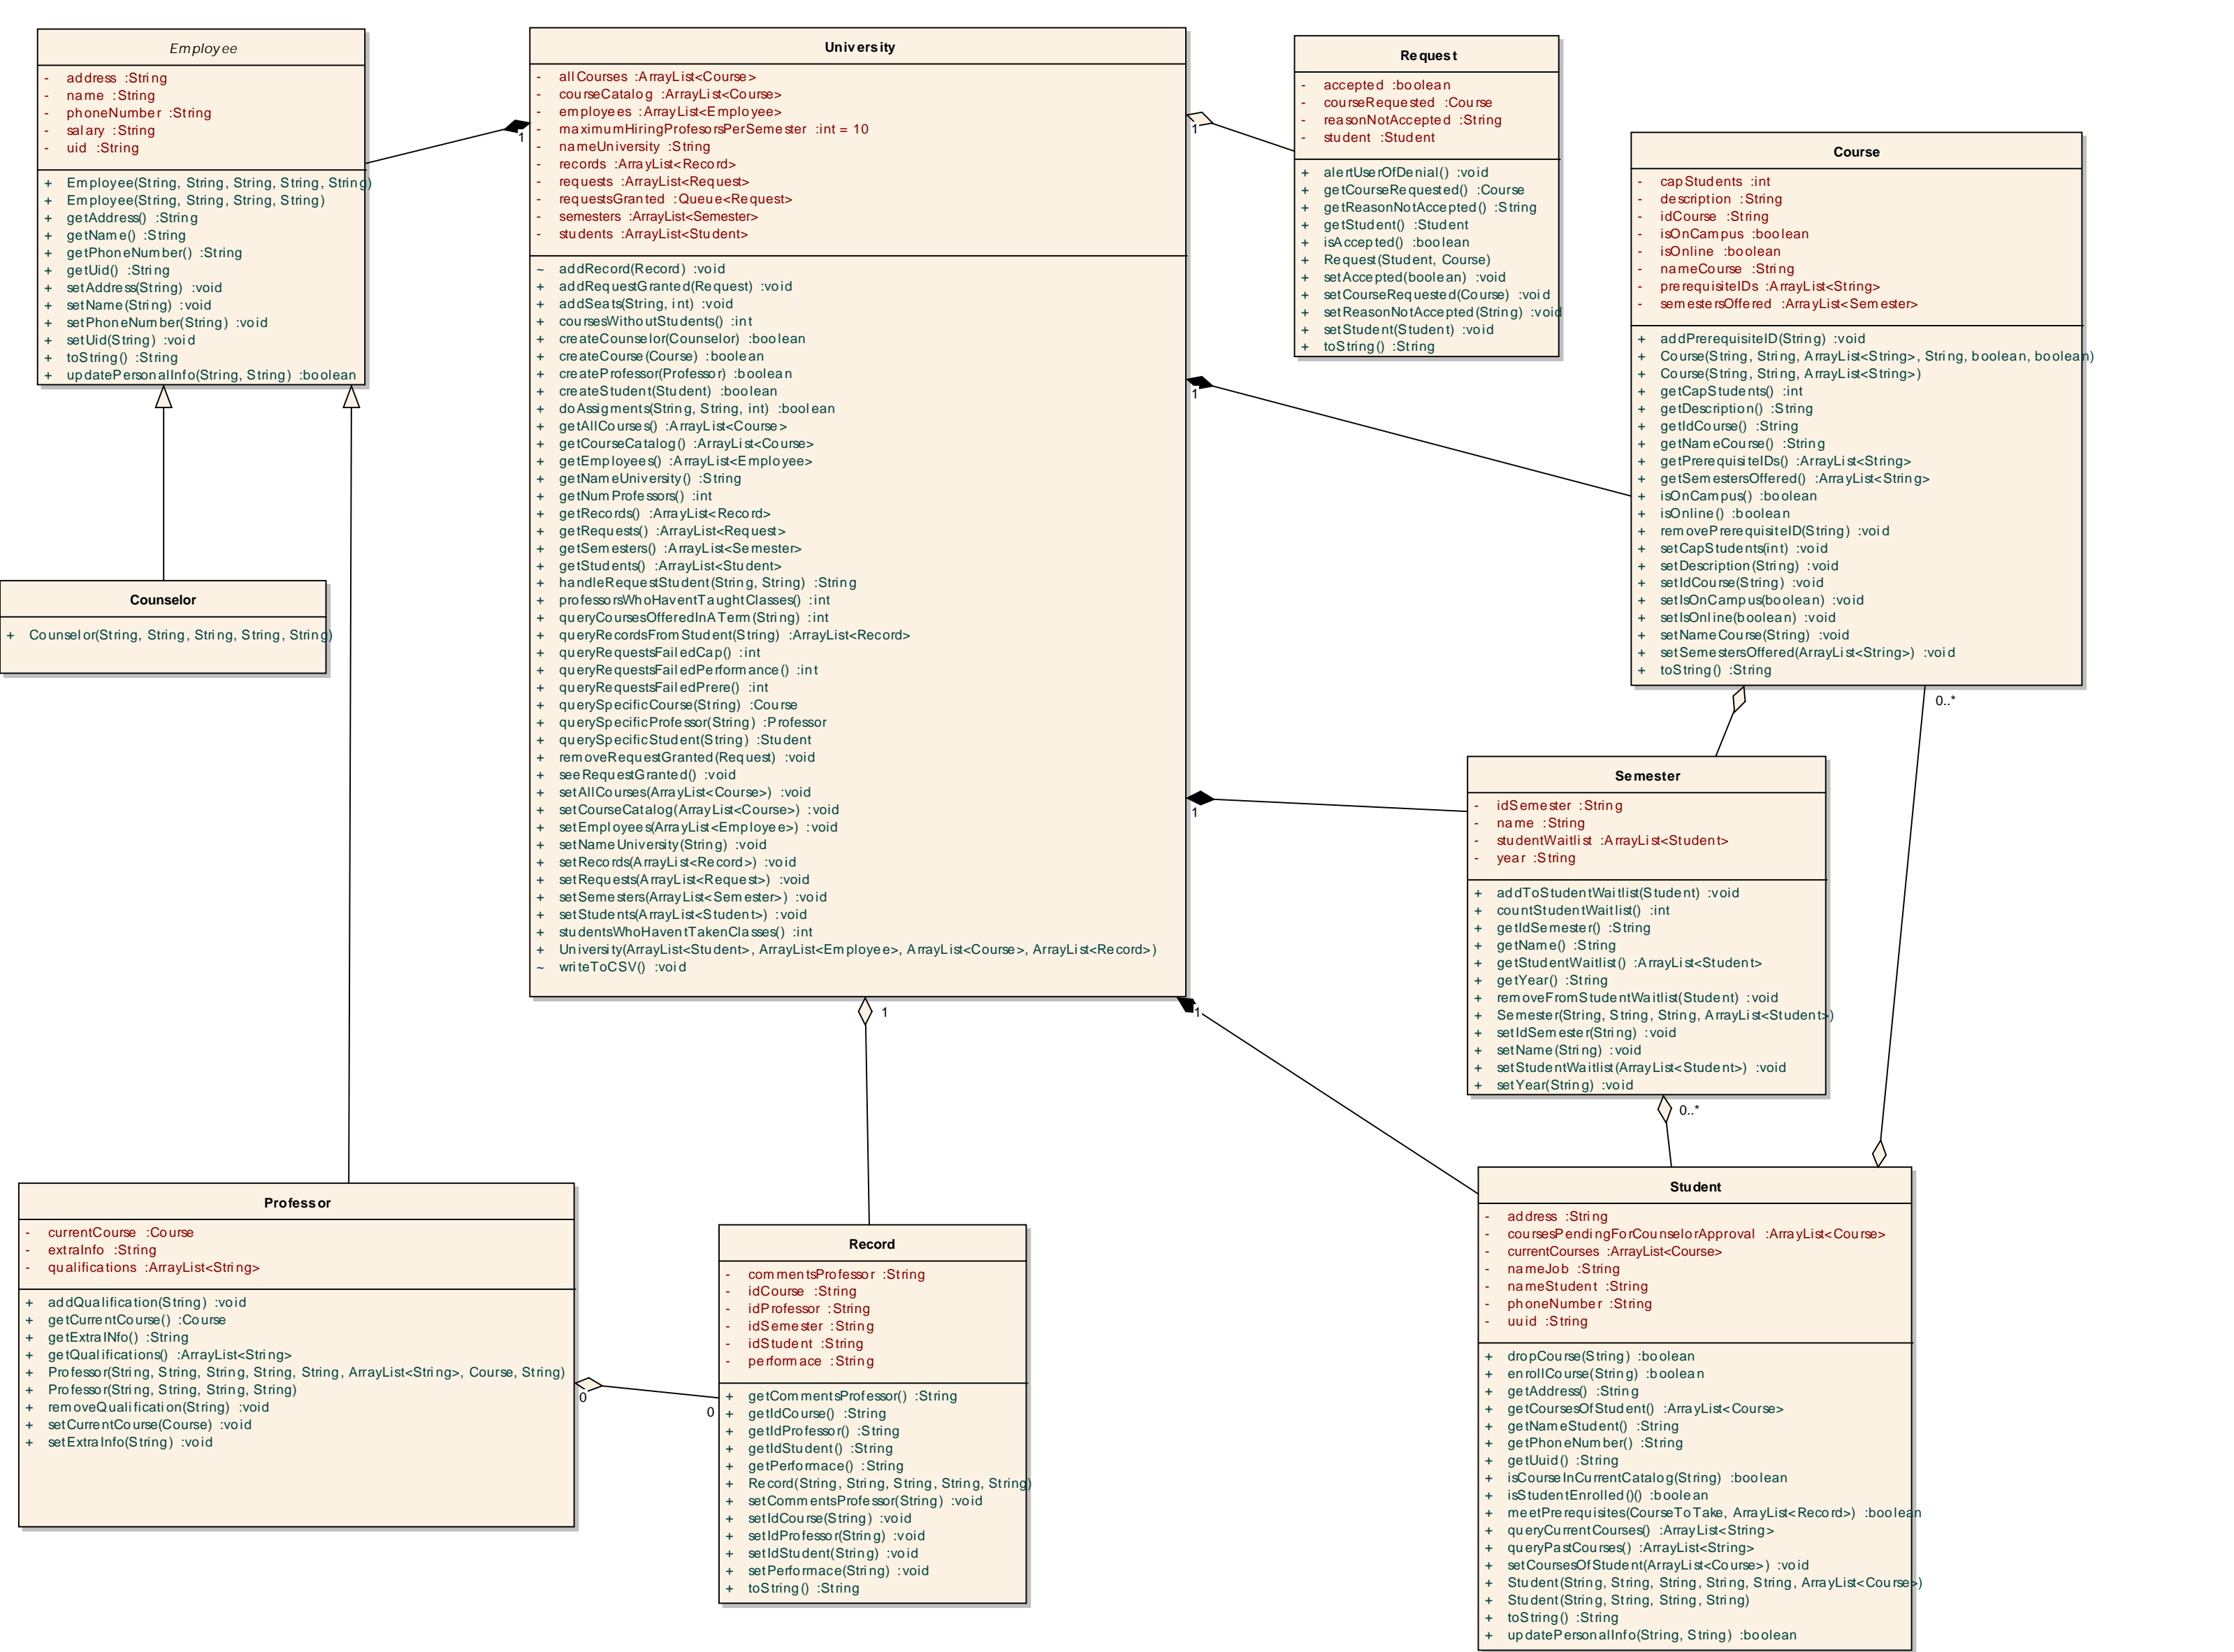 Employee
- address :String
- name :String
- phoneNumber :String
- salary :String
- uid :String
+ Employee(String, String, String, String, String)
+ Employee(String, String, String, String)
+ getAddress() :String
+ getName() :String
+ getPhoneNumber() :String
+ getUid() :String
+ setAddress(String) :void
+ setName(String) :void
+ setPhoneNumber(String) :void
+ setUid(String) :void
+ toString() :String
+ updatePersonalInfo(String, String) :boolean
1
University
- allCourses :ArrayList<Course>
- courseCatalog :ArrayList<Course>
- employees :ArrayList<Employee>
- maximumHiringProfesorsPerSemester :int = 10
- nameUniversity :String
- records :ArrayList<Record>
- requests :ArrayList<Request>
- requestsGranted :Queue<Request>
- semesters :ArrayList<Semester>
- students :ArrayList<Student>
~ addRecord(Record) :void
+ addRequestGranted(Request) :void
+ addSeats(String, int) :void
+ coursesWithoutStudents() :int
+ createCounselor(Counselor) :boolean
+ createCourse(Course) :boolean
+ createProfessor(Professor) :boolean
+ createStudent(Student) :boolean
+ doAssigments(String, String, int) :boolean
+ getAllCourses() :ArrayList<Course>
+ getCourseCatalog() :ArrayList<Course>
+ getEmployees() :ArrayList<Employee>
+ getNameUniversity() :String
+ getNumProfessors() :int
+ getRecords() :ArrayList<Record>
+ getRequests() :ArrayList<Request>
+ getSemesters() :ArrayList<Semester>
+ getStudents() :ArrayList<Student>
+ handleRequestStudent(String, String) :String
+ professorsWhoHaventTaughtClasses() :int
+ queryCoursesOfferedInATerm(String) :int
+ queryRecordsFromStudent(String) :ArrayList<Record>
+ queryRequestsFailedCap() :int
+ queryRequestsFailedPerformance() :int
+ queryRequestsFailedPrere() :int
+ querySpecificCourse(String) :Course
+ querySpecificProfessor(String) :Professor
+ querySpecificStudent(String) :Student
+ removeRequestGranted(Request) :void
+ seeRequestGranted() :void
+ setAllCourses(ArrayList<Course>) :void
+ setCourseCatalog(ArrayList<Course>) :void
+ setEmployees(ArrayList<Employee>) :void
+ setNameUniversity(String) :void
+ setRecords(ArrayList<Record>) :void
+ setRequests(ArrayList<Request>) :void
+ setSemesters(ArrayList<Semester>) :void
+ setStudents(ArrayList<Student>) :void
+ studentsWhoHaventTakenClasses() :int
+ University(ArrayList<Student>, ArrayList<Employee>, ArrayList<Course>, ArrayList<Record>)
~ writeToCSV() :void
1
1
1
1
1
Request
- accepted :boolean
- courseRequested :Course
- reasonNotAccepted :String
- student :Student
+ alertUserOfDenial() :void
+ getCourseRequested() :Course
+ getReasonNotAccepted() :String
+ getStudent() :Student
+ isAccepted() :boolean
+ Request(Student, Course)
+ setAccepted(boolean) :void
+ setCourseRequested(Course) :void
+ setReasonNotAccepted(String) :void
+ setStudent(Student) :void
+ toString() :String
Course
- capStudents :int
- description :String
- idCourse :String
- isOnCampus :boolean
- isOnline :boolean
- nameCourse :String
- prerequisiteIDs :ArrayList<String>
- semestersOffered :ArrayList<Semester>
+ addPrerequisiteID(String) :void
+ Course(String, String, ArrayList<String>, String, boolean, boolean)
+ Course(String, String, ArrayList<String>)
+ getCapStudents() :int
+ getDescription() :String
+ getIdCourse() :String
+ getNameCourse() :String
+ getPrerequisiteIDs() :ArrayList<String>
+ getSemestersOffered() :ArrayList<String>
+ isOnCampus() :boolean
+ isOnline() :boolean
+ removePrerequisiteID(String) :void
+ setCapStudents(int) :void
+ setDescription(String) :void
+ setIdCourse(String) :void
+ setIsOnCampus(boolean) :void
+ setIsOnline(boolean) :void
+ setNameCourse(String) :void
+ setSemestersOffered(ArrayList<String>) :void
+ toString() :String
0..*
Counselor
+ Counselor(String, String, String, String, String)
Semester
- idSemester :String
- name :String
- studentWaitlist :ArrayList<Student>
- year :String
+ addToStudentWaitlist(Student) :void
+ countStudentWaitlist() :int
+ getIdSemester() :String
+ getName() :String
+ getStudentWaitlist() :ArrayList<Student>
+ getYear() :String
+ removeFromStudentWaitlist(Student) :void
+ Semester(String, String, String, ArrayList<Student>)
+ setIdSemester(String) :void
+ setName(String) :void
+ setStudentWaitlist(ArrayList<Student>) :void
+ setYear(String) :void
0..*
Professor
- currentCourse :Course
- extraInfo :String
- qualifications :ArrayList<String>
+ addQualification(String) :void
+ getCurrentCourse() :Course
+ getExtraINfo() :String
+ getQualifications() :ArrayList<String>
+ Professor(String, String, String, String, String, ArrayList<String>, Course, String)
+ Professor(String, String, String, String)
+ removeQualification(String) :void
+ setCurrentCourse(Course) :void
+ setExtraInfo(String) :void
0
0
Record
- commentsProfessor :String
- idCourse :String
- idProfessor :String
- idSemester :String
- idStudent :String
- performace :String
+ getCommentsProfessor() :String
+ getIdCourse() :String
+ getIdProfessor() :String
+ getIdStudent() :String
+ getPerformace() :String
+ Record(String, String, String, String, String)
+ setCommentsProfessor(String) :void
+ setIdCourse(String) :void
+ setIdProfessor(String) :void
+ setIdStudent(String) :void
+ setPerformace(String) :void
+ toString() :String
Student
- address :String
- coursesPendingForCounselorApproval :ArrayList<Course>
- currentCourses :ArrayList<Course>
- nameJob :String
- nameStudent :String
- phoneNumber :String
- uuid :String
+ dropCourse(String) :boolean
+ enrollCourse(String) :boolean
+ getAddress() :String
+ getCoursesOfStudent() :ArrayList<Course>
+ getNameStudent() :String
+ getPhoneNumber() :String
+ getUuid() :String
+ isCourseInCurrentCatalog(String) :boolean
+ isStudentEnrolled()() :boolean
+ meetPrerequisites(CourseToTake, ArrayList<Record>) :boolean
+ queryCurrentCourses() :ArrayList<String>
+ queryPastCourses() :ArrayList<String>
+ setCoursesOfStudent(ArrayList<Course>) :void
+ Student(String, String, String, String, String, ArrayList<Course>)
+ Student(String, String, String, String)
+ toString() :String
+ updatePersonalInfo(String, String) :boolean